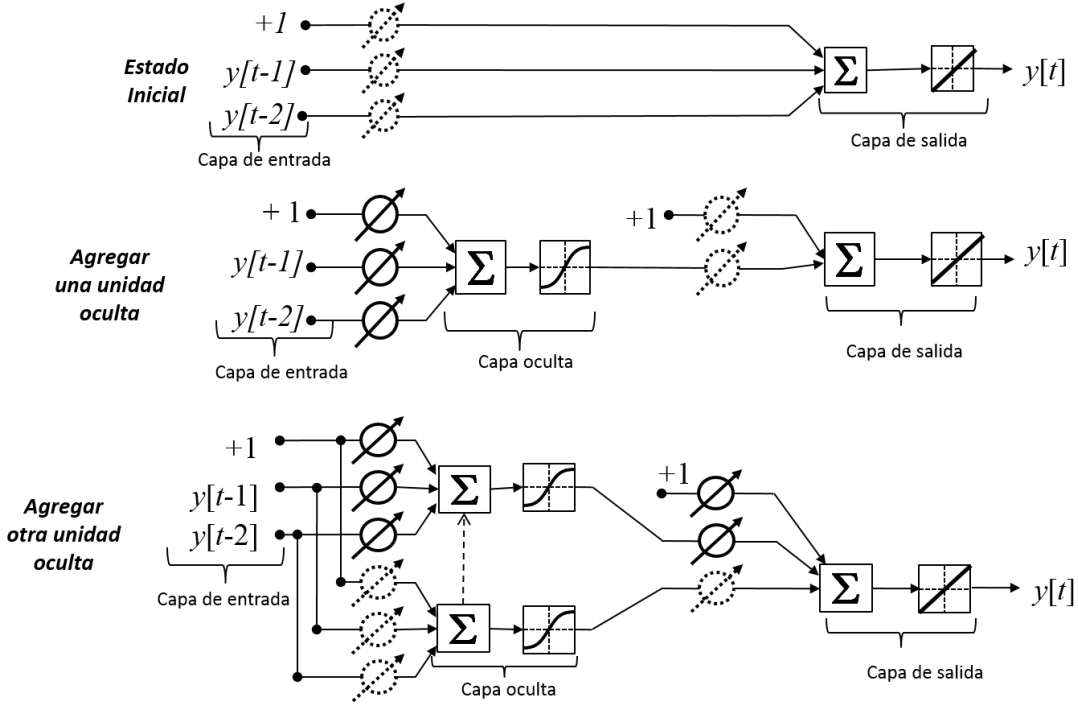 +1
Estado
Inicial
y[t-1]
y[t-2]
Σ
y[t]
Capa de entrada
Capa de salida
+ 1
+1
Agregar
una unidad
oculta
y[t-1]
y[t-2]
Σ
Σ
y[t]
Capa de entrada
Capa oculta
Capa de salida
+1
+1
Agregar
otra unidad
oculta
y[t-1]
y[t-2]
Σ
Σ
Σ
y[t]
Capa de entrada
Capa oculta
Capa de salida